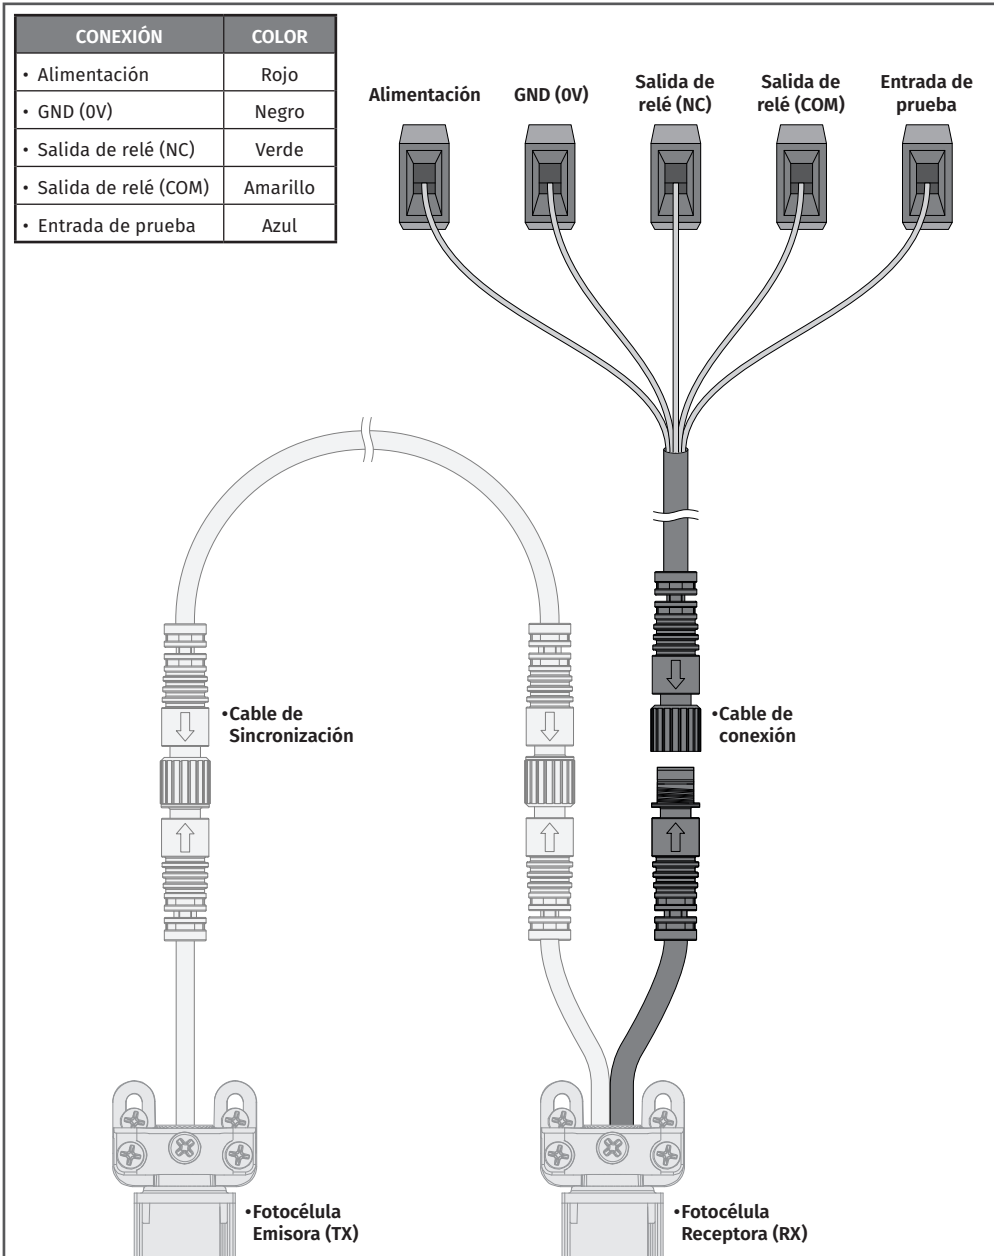 CONEXIÓN COLOR
• Alimentación Rojo
• GND (0V) Negro
• Salida de relé (NC) Verde
• Salida de relé (COM) Amarillo
• Entrada de prueba Azul
Alimentación
GND (0V)
Salida de
relé (NC)
Salida de
relé (COM)
Entrada de
prueba
•Cable de
Sincronización
•Cable de
conexión
•Fotocélula
Emisora (TX)
•Fotocélula
Receptora (RX)